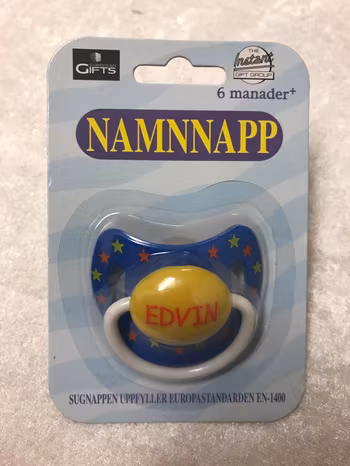 GIFTS
THE
Instant
GIFT GROUP
6 manader+
NAMNNAPP
EDVIN
SUGNAPPEN UPPFYLLER EUROPASTANDARDEN EN-1400